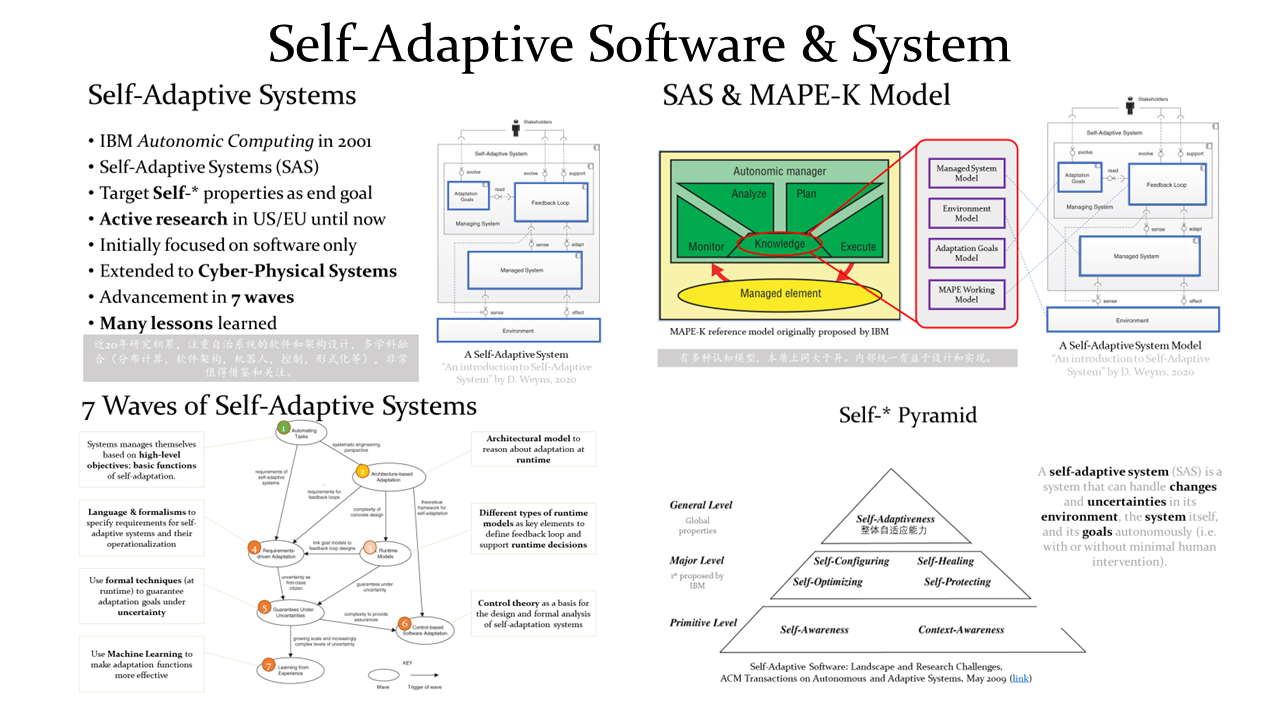 Self-Adaptive Software & System
Self-Adaptive Systems
• IBM Autonomic Computing in 2001
• Self-Adaptive Systems (SAS)
• Target Self-* properties as end goal
• Active research in US/EU until now
• Initially focused on software only
• Extended to Cyber-Physical Systems
• Advancement in 7 waves
• Many lessons learned
近20年研究积累，注重自治系统的软件和架构设计，多学科融
合（分布计算，软件架构，机器人，控制，形式化等），非常
值得借鉴和关注。
Stakeholders
Self-Adaptive System
evolve
evolve
support
Adaptation
Goals
read
Feedback Loop
Managing System
sense
adapt
Managed System
sense
effect
Environment
A Self-Adaptive System
“An introduction to Self-Adaptive
System” by D. Weyns, 2020
SAS & MAPE-K Model
Autonomic manager
Analyze
Plan
Monitor
Knowledge
Execute
Managed element
MAPE-K reference model originally proposed by IBM
有多种认知模型，本质上同大于异。内部统一有益于设计和实现。
Managed System
Model
Environment
Model
Adaptation Goals
Model
MAPE Working
Model
Stakeholders
Self-Adaptive System
evolve
evolve
support
Adaptation
Goals
read
Feedback Loop
Managing System
sense
adapt
Managed System
sense
effect
Environment
A Self-Adaptive System Model
“An introduction to Self-Adaptive
System” by D. Weyns, 2020
7 Waves of Self-Adaptive Systems
Systems manages themselves
based on high-level
objectives; basic functions
of self-adaptation.
Language & formalisms to
specify requirements for self-
adaptive systems and their
operationalization
Use formal techniques (at
runtime) to guarantee
adaptation goals under
uncertainty
Use Machine Learning to
make adaptation functions
more effective
1
Automating
Tasks
systematic engineering
perspective
2
Architecture-based
Adaptation
requirements of
self-adaptive
systems
requirements for
feedback loops
complexity of
concrete design
theoretical
framework for
self-adaptation
4
Requirements-
driven Adaptation
link goal models to
feedback loop designs
3
Runtime
Models
uncertainty as
first-class
citizen
guarantees under
uncertainty
5
Guarantees Under
Uncertainties
complexity to provide
assurances
6
Control-based
Software Adaptation
growing scale and increasingly
complex levels of uncertainty
7
Learning from
Experience
KEY
Wave
Trigger of wave
Architectural model to
reason about adaptation at
runtime
Different types of runtime
models as key elements to
define feedback loop and
support runtime decisions
Control theory as a basis for
the design and formal analysis
of self-adaptation systems
Self-* Pyramid
General Level
Global
properties
Major Level
1st proposed by
IBM
Primitive Level
Self-Adaptiveness
整体自适应能力
Self-Configuring
Self-Healing
Self-Optimizing
Self-Protecting
Self-Awareness
Context-Awareness
Self-Adaptive Software: Landscape and Research Challenges,
ACM Transactions on Autonomous and Adaptive Systems, May 2009 (link)
A self-adaptive system (SAS) is a
system that can handle changes
and uncertainties in its
environment, the system itself,
and its goals autonomously (i.e.
with or without minimal human
intervention).